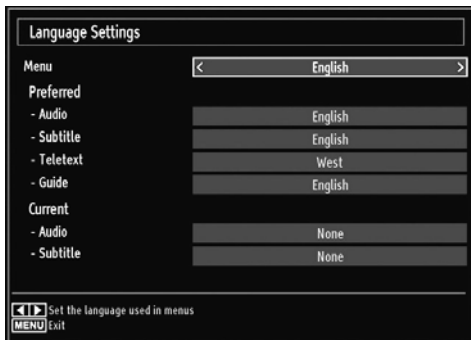 Language Settings
Menu < English >
Preferred
- Audio English
- Subtitle English
- Teletext West
- Guide English
Current
- Audio None
- Subtitle None
Set the language used in menus
MENU Exit